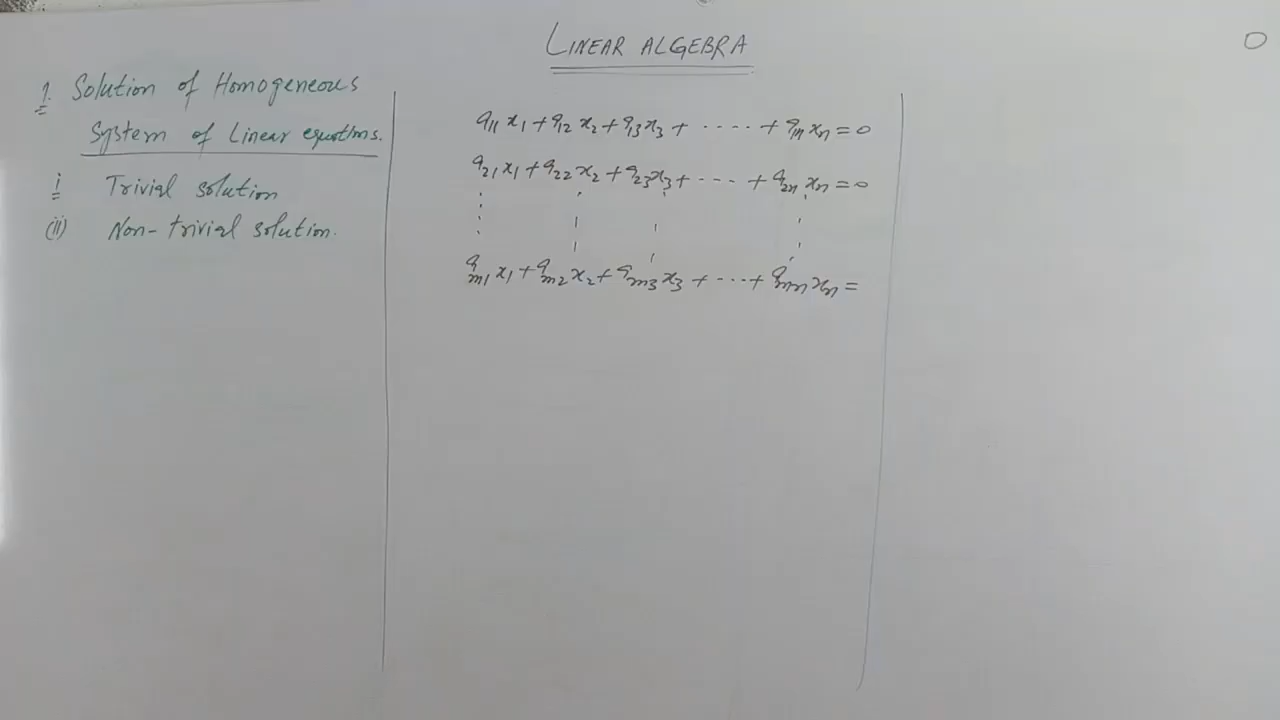 LINEAR ALGEBRA
O
1. Solution of Homogeneous
System of Linear equations.
i Trivial solution
(ii) Non-trivial solution.
a11 x1 + a12 x2 + a13 x3 + ..... + a1n xn = 0
a21 x1 + a22 x2 + a23 x3 + ..... + a2n xn = 0
am1 x1 + am2 x2 + am3 x3 + ..... + amn xn =